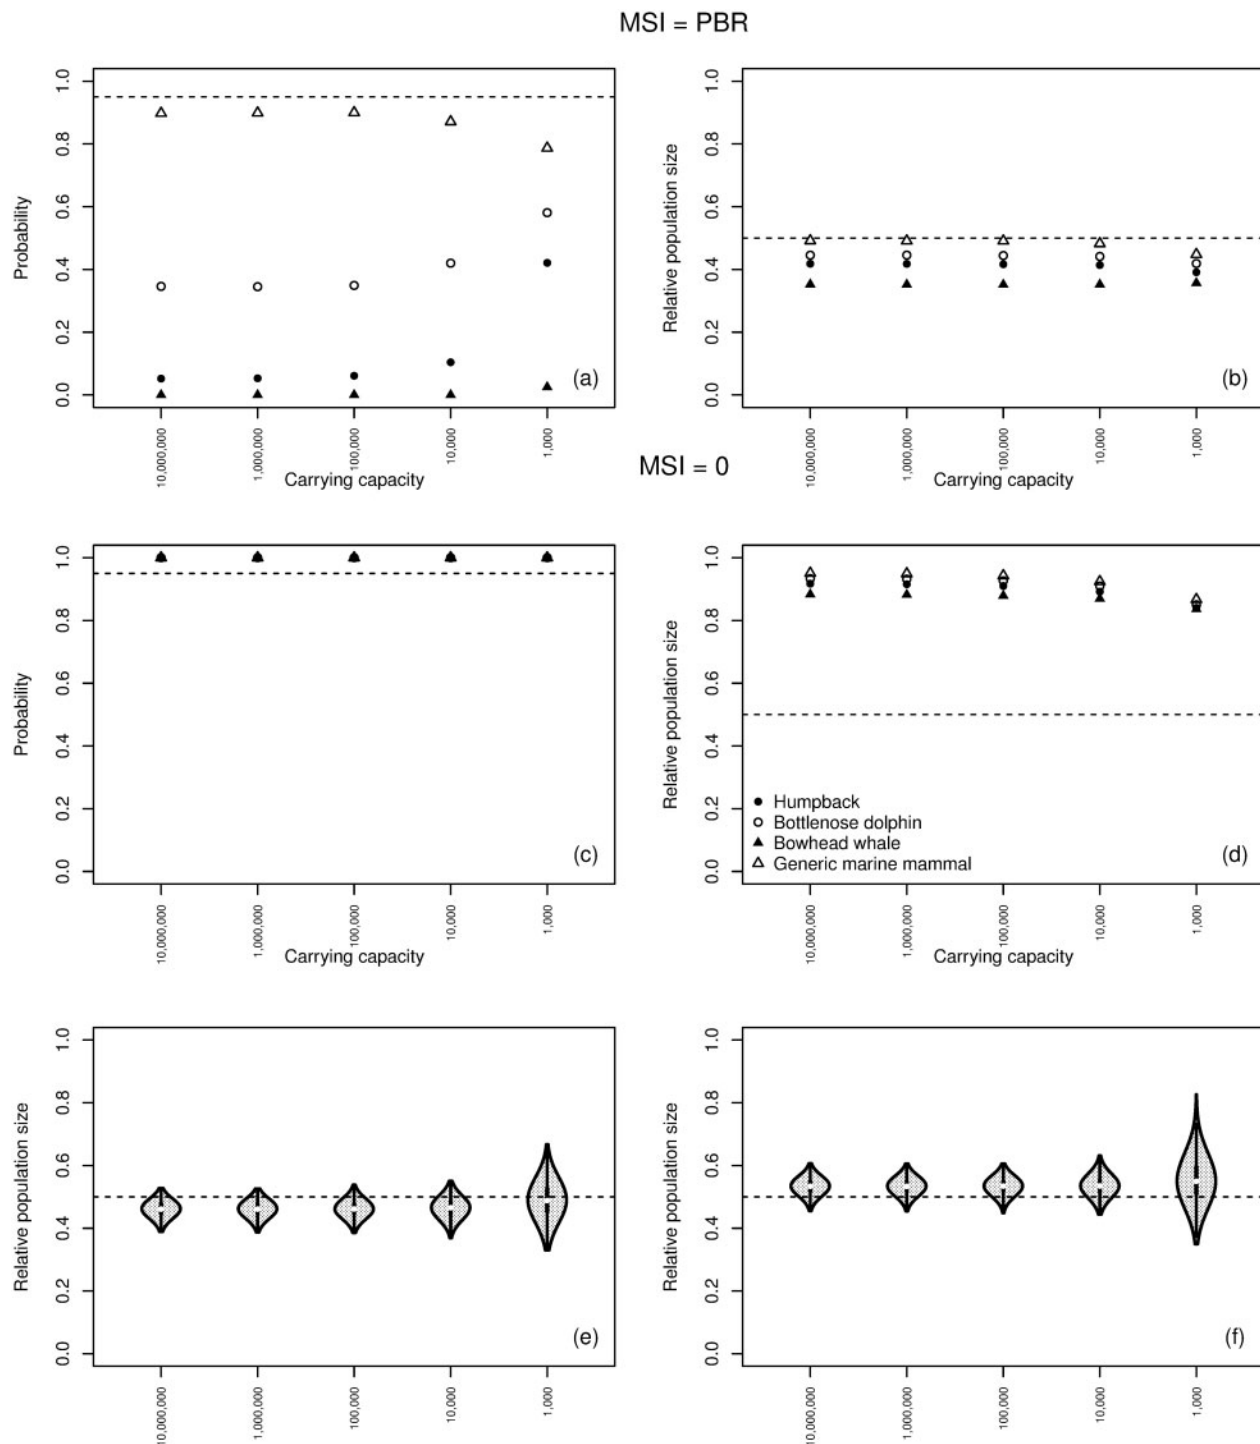 MSI = PBR
Probability
0.0 0.2 0.4 0.6 0.8 1.0
(a)
10,000,000 1,000,000 100,000 10,000 1,000
Carrying capacity
Relative population size
0.0 0.2 0.4 0.6 0.8 1.0
(b)
10,000,000 1,000,000 100,000 10,000 1,000
Carrying capacity
MSI = 0
Probability
0.0 0.2 0.4 0.6 0.8 1.0
(c)
10,000,000 1,000,000 100,000 10,000 1,000
Carrying capacity
Relative population size
0.0 0.2 0.4 0.6 0.8 1.0
Humpback
Bottlenose dolphin
Bowhead whale
Generic marine mammal
(d)
10,000,000 1,000,000 100,000 10,000 1,000
Carrying capacity
Relative population size
0.0 0.2 0.4 0.6 0.8 1.0
(e)
10,000,000 1,000,000 100,000 10,000 1,000
Relative population size
0.0 0.2 0.4 0.6 0.8 1.0
(f)
10,000,000 1,000,000 100,000 10,000 1,000